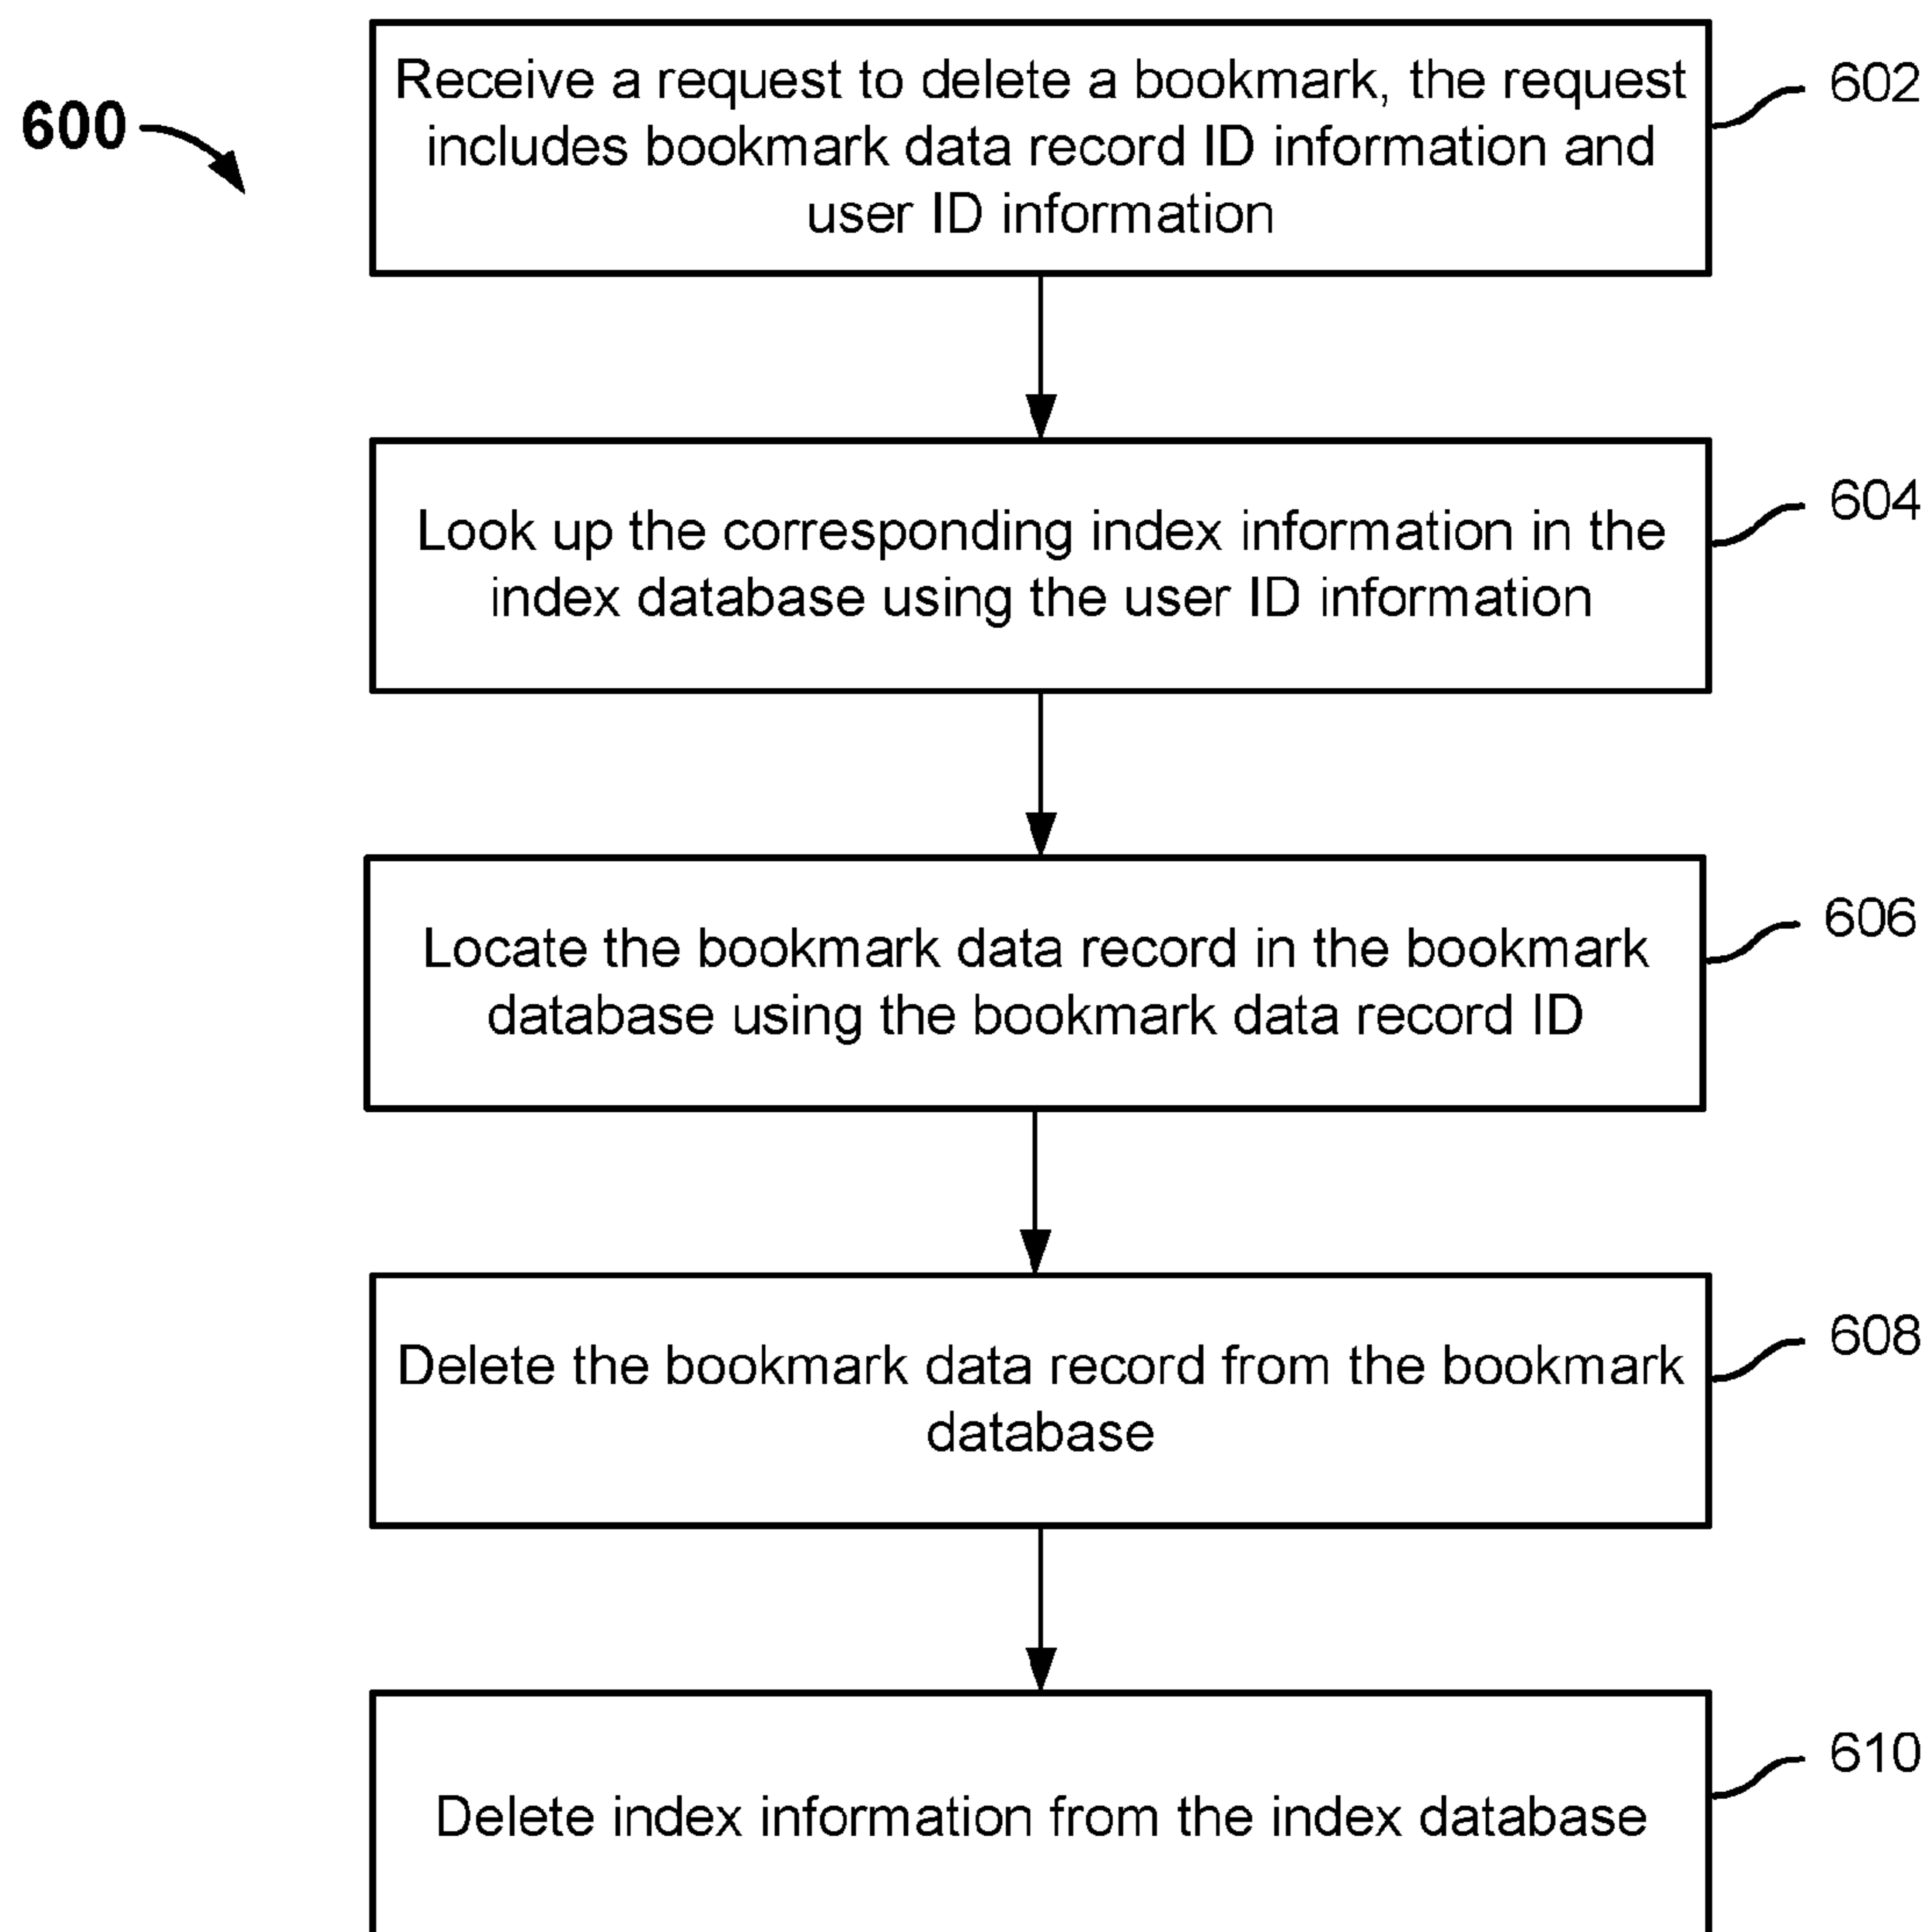 600
Receive a request to delete a bookmark, the request
includes bookmark data record ID information and
user ID information
602
Look up the corresponding index information in the
index database using the user ID information
604
Locate the bookmark data record in the bookmark
database using the bookmark data record ID
606
Delete the bookmark data record from the bookmark
database
608
Delete index information from the index database
610